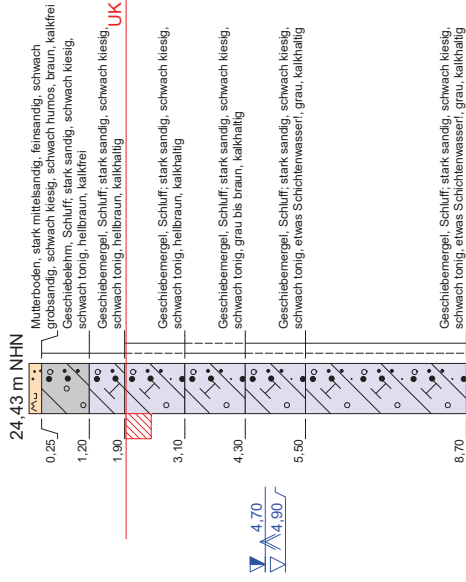 24,43 m NHN
Mutterboden, stark mittelsandig, feinsandig, schwach
grobsandig, schwach kiesig, schwach humos, braun, kalkfrei
0,25
Geschiebelehm, Schluff; stark sandig, schwach kiesig,
schwach tonig, hellbraun, kalkfrei
1,20
Geschiebemergel, Schluff; stark sandig, schwach kiesig,
schwach tonig, hellbraun, kalkhaltig
1,90
UK
Geschiebemergel, Schluff; stark sandig, schwach kiesig,
schwach tonig, hellbraun, kalkhaltig
3,10
Geschiebemergel, Schluff; stark sandig, schwach kiesig,
schwach tonig, grau bis braun, kalkhaltig
4,30
4,70
4,90
Geschiebemergel, Schluff; stark sandig, schwach kiesig,
schwach tonig, etwas Schichtenwasser!, grau, kalkhaltig
5,50
Geschiebemergel, Schluff; stark sandig, schwach kiesig,
schwach tonig, etwas Schichtenwasser!, grau, kalkhaltig
8,70